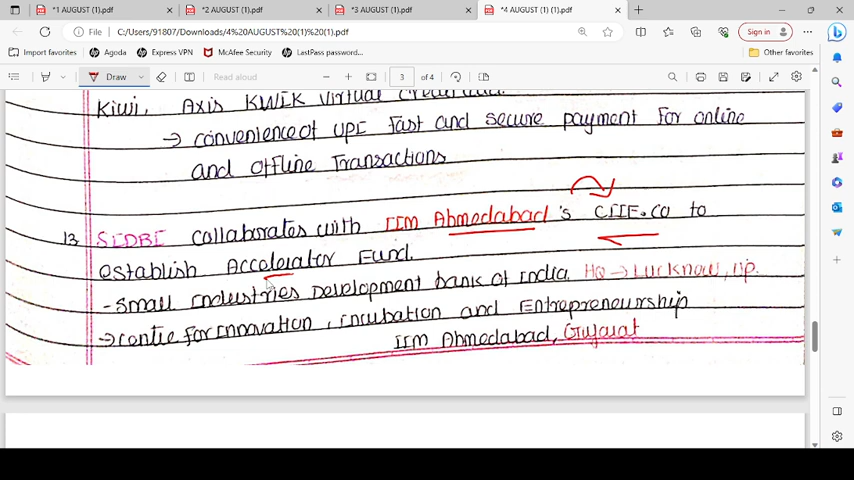 *1 AUGUST (1).pdf
*2 AUGUST (1).pdf
*3 AUGUST (1).pdf
*4 AUGUST (1) (1).pdf
File C:/Users/91807/Downloads/4%20AUGUST%20(1)%20(1).pdf
Sign in
Import favorites
Agoda
Express VPN
McAfee Security
LastPass password...
Other favorites
Draw
Read aloud
3 of 4
Kiwi, Axis KWIK Virtual
→ convenience of UPI Fast and secure payment For online
and offline Transactions
13 SIDBI collaborates with IIM Ahmedabad's CIIE.CO to
establish Accelerator Fund.
- Small Industries Development bank of India. HQ → Lucknow, up.
→ centre for innovation, incubation and Entrepreneurship
IIM Ahmedabad, Gujarat